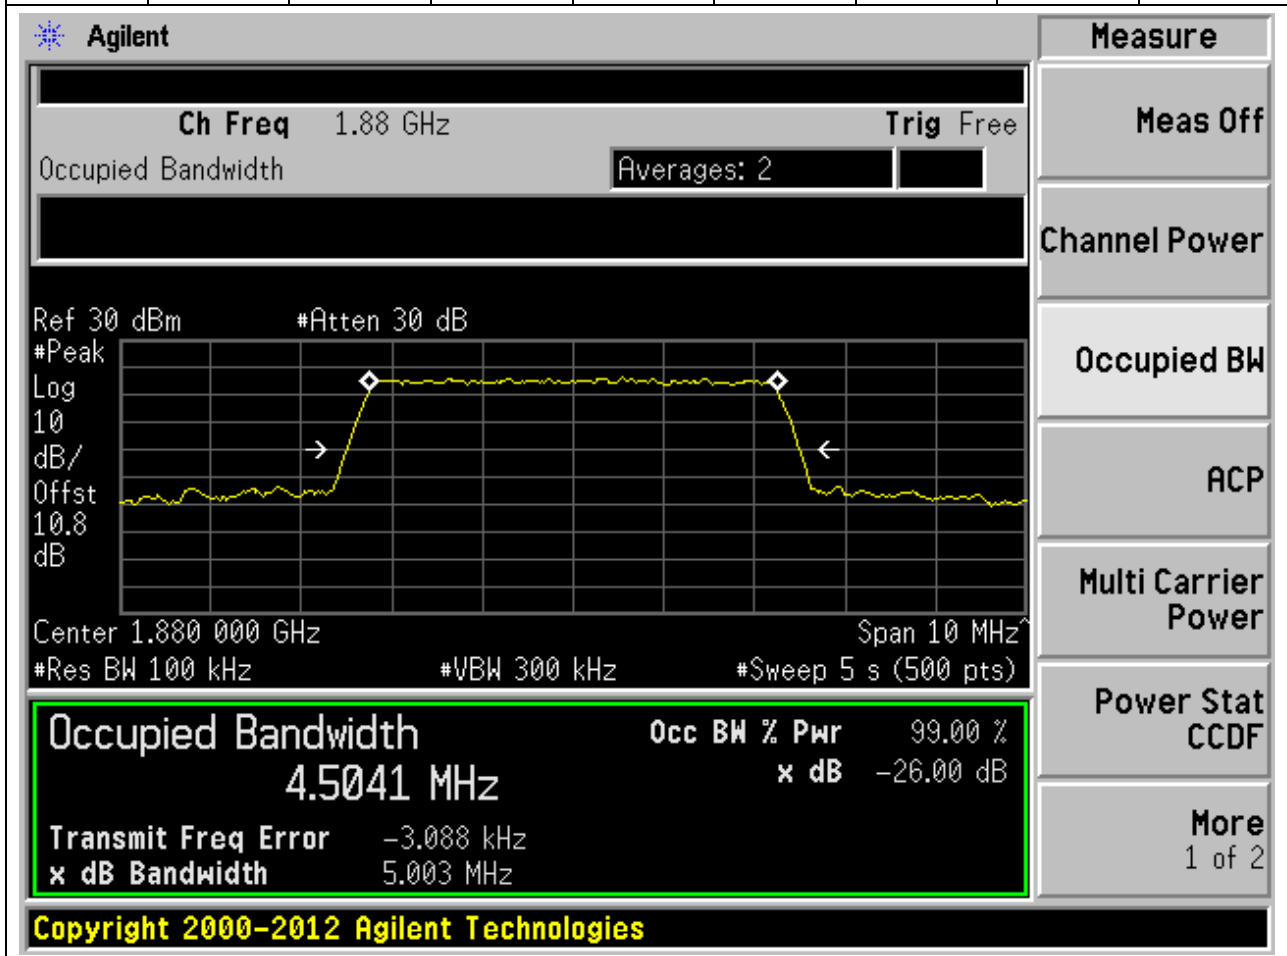 Agilent
Measure
Ch Freq 1.88 GHz Trig Free
Meas Off
Occupied Bandwidth Averages: 2
Channel Power
Ref 30 dBm #Atten 30 dB
#Peak
Log
10
dB/
Offst
10.8
dB
Occupied BW
ACP
Multi Carrier
Power
Center 1.880 000 GHz Span 10 MHz^
#Res BW 100 kHz #VBW 300 kHz #Sweep 5 s (500 pts)
Power Stat
CCDF
Occupied Bandwidth Occ BW % Pwr 99.00 %
4.5041 MHz x dB -26.00 dB
Transmit Freq Error -3.088 kHz
x dB Bandwidth 5.003 MHz
More
1 of 2
Copyright 2000-2012 Agilent Technologies